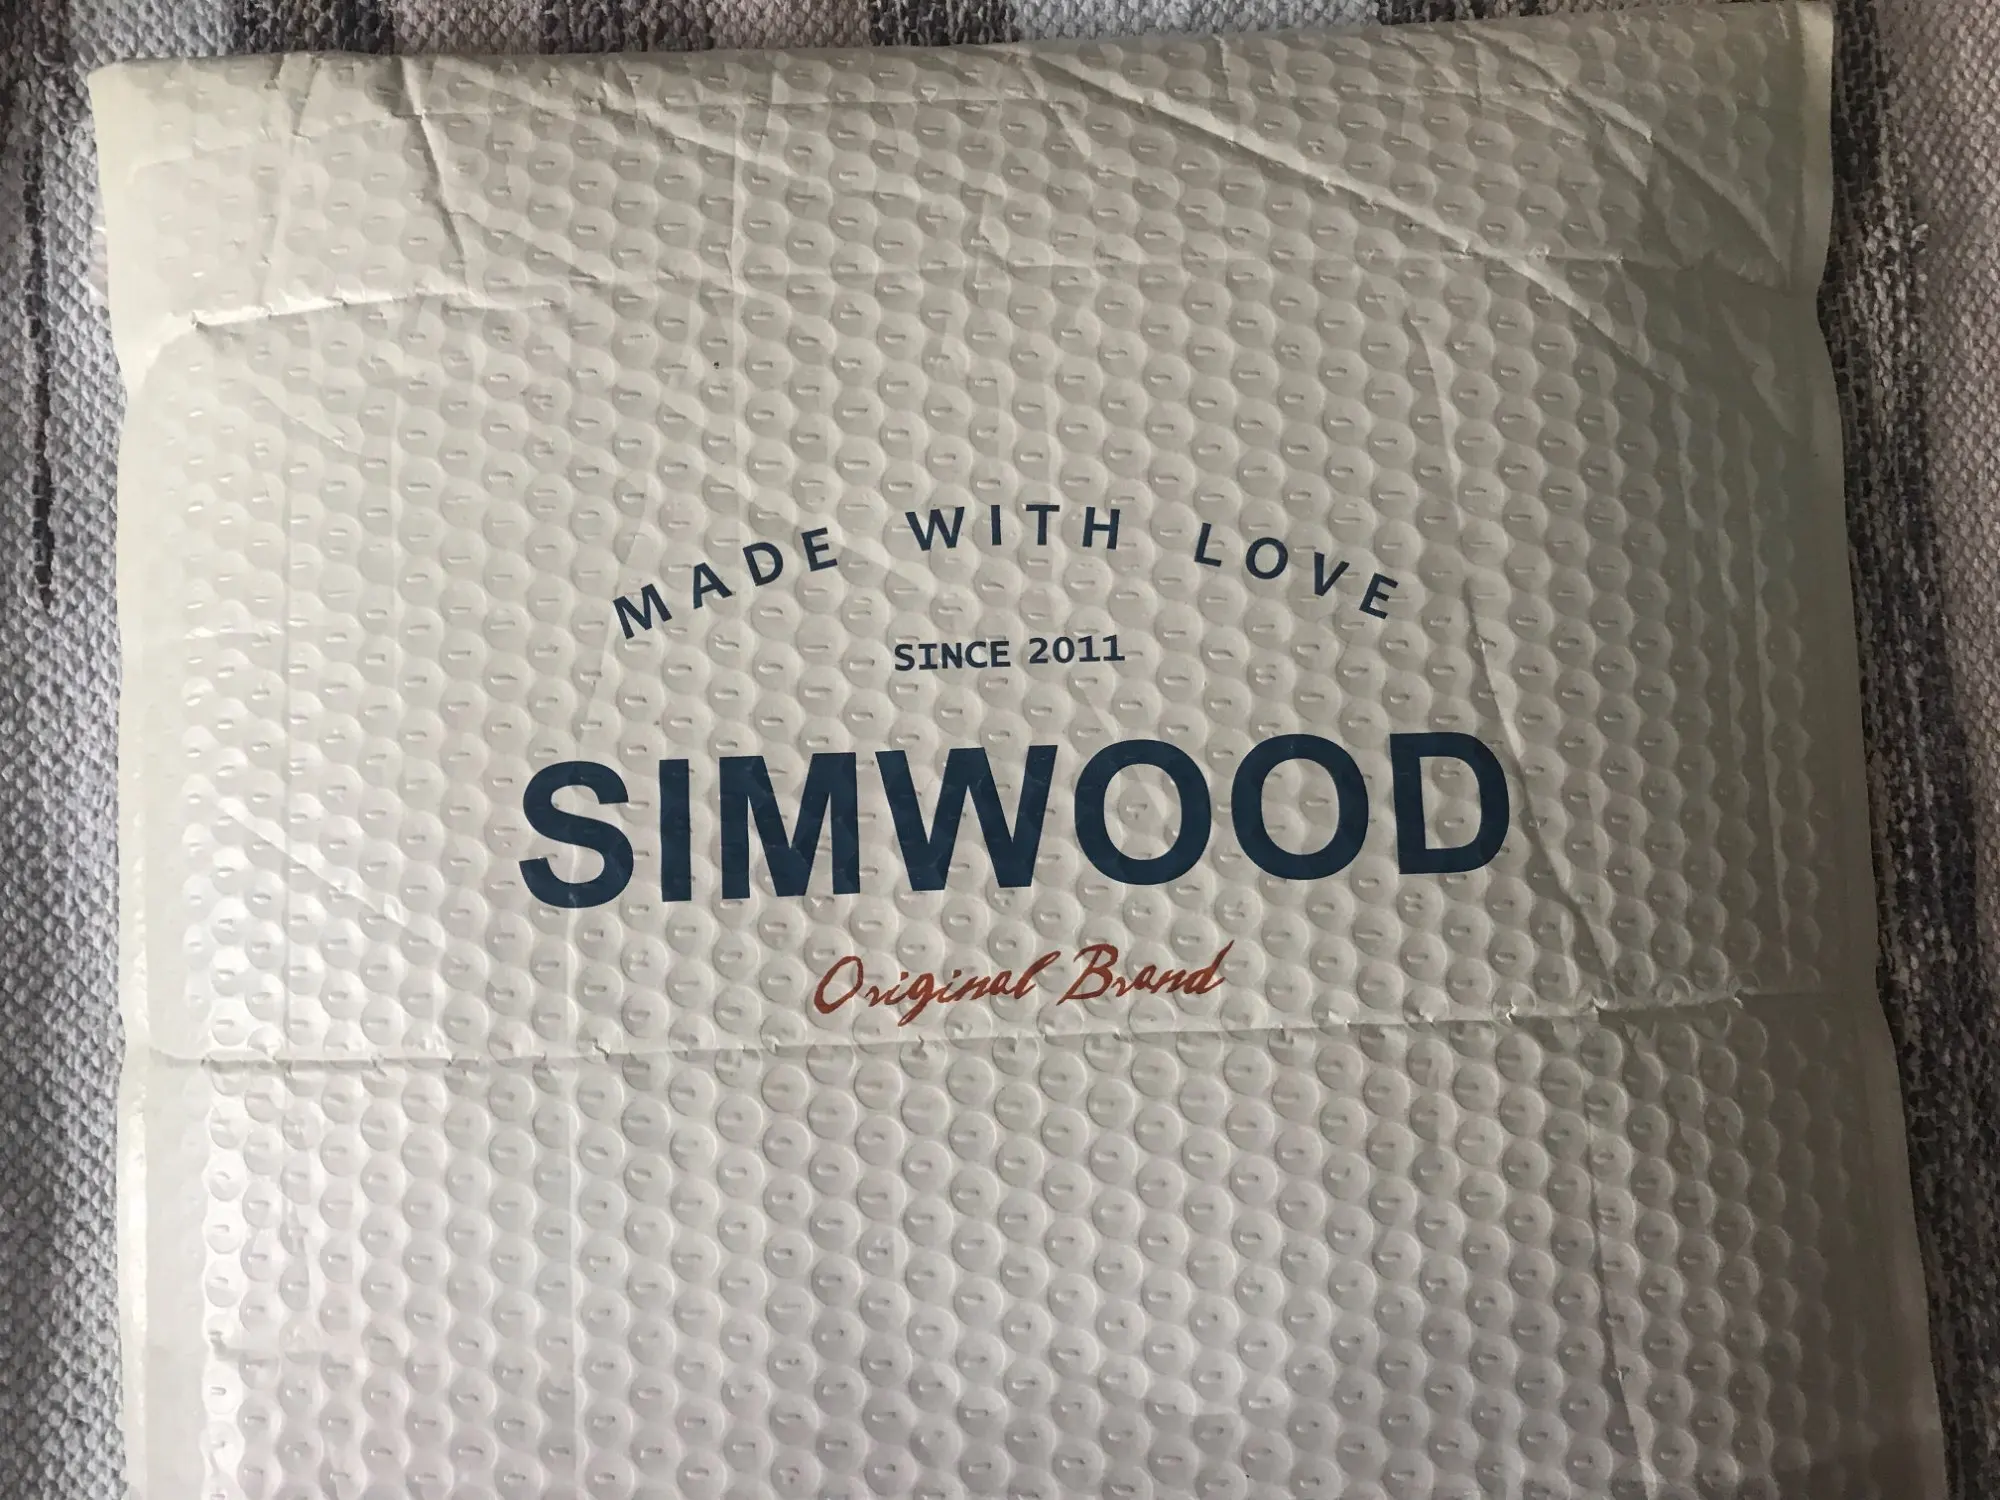 MADE WITH LOVE
SINCE 2011
SIMWOOD
Original Brand